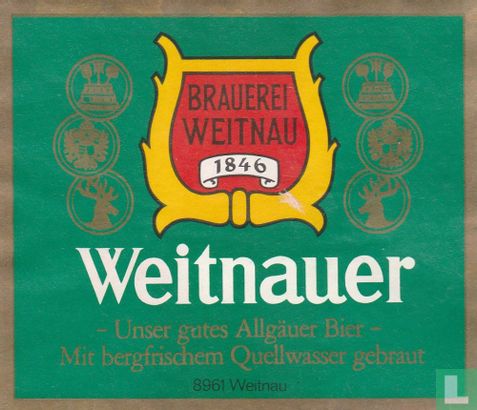 BRAUEREI
WEITNAU
1846
Weitnauer
- Unser gutes Allgäuer Bier -
Mit bergfrischem Quellwasser gebraut
8961 Weitnau
L